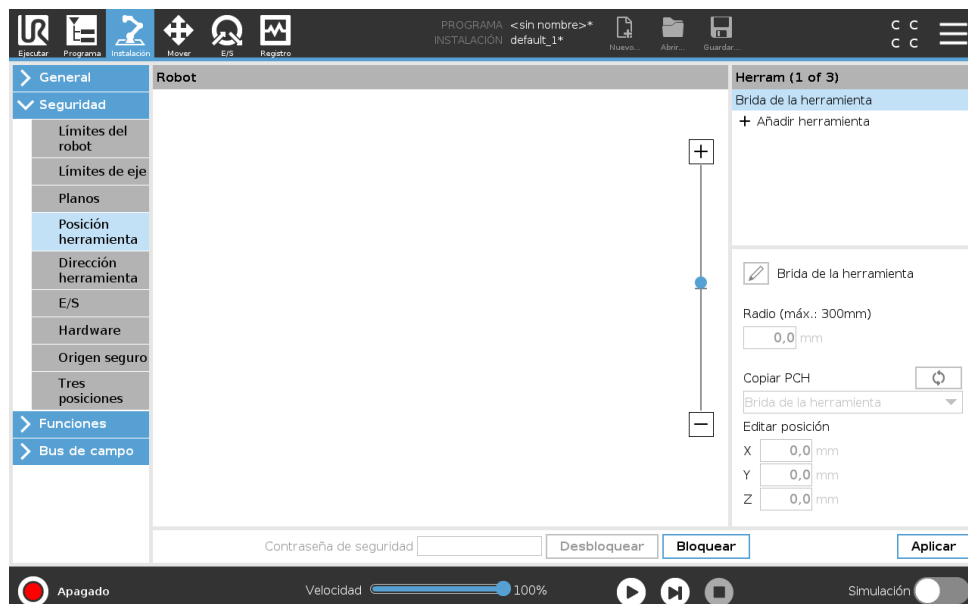 PROGRAMA <sin nombre>*
INSTALACIÓN default_1*
Ejecutar
Programa
Instalación
Mover
E/S
Registro
Nuevo...
Abrir...
Guardar...
C C
C C
General
Seguridad
Límites del
robot
Límites de eje
Planos
Posición
herramienta
Dirección
herramienta
E/S
Hardware
Origen seguro
Tres
posiciones
Funciones
Bus de campo
Robot
Herram (1 of 3)
Brida de la herramienta
+ Añadir herramienta
Brida de la herramienta
Radio (máx.: 300mm)
0,0 mm
Copiar PCH
Brida de la herramienta
Editar posición
X 0,0 mm
Y 0,0 mm
Z 0,0 mm
Contraseña de seguridad
Desbloquear
Bloquear
Aplicar
Apagado
Velocidad
100%
Simulación